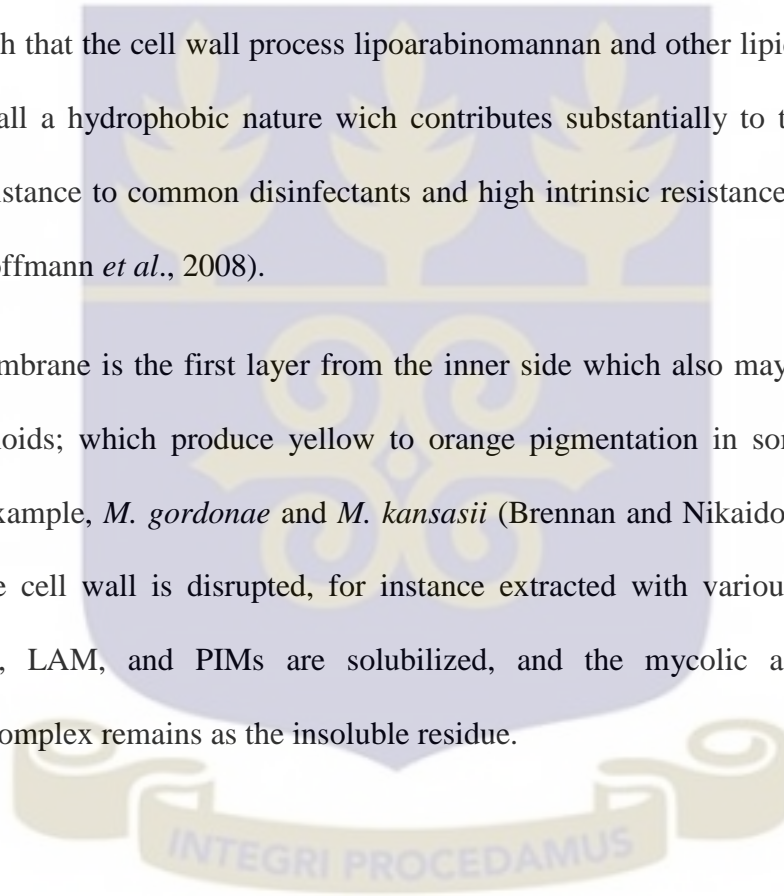 h that the cell wall process lipoarabinomannan and other lipi
all a hydrophobic nature wich contributes substantially to t
istance to common disinfectants and high intrinsic resistance
offmann et al., 2008).
mbrane is the first layer from the inner side which also may
noids; which produce yellow to orange pigmentation in so
xample, M. gordonae and M. kansasii (Brennan and Nikaido
e cell wall is disrupted, for instance extracted with variou
, LAM, and PIMs are solubilized, and the mycolic a
omplex remains as the insoluble residue.
INTEGRI PROCEDAMUS